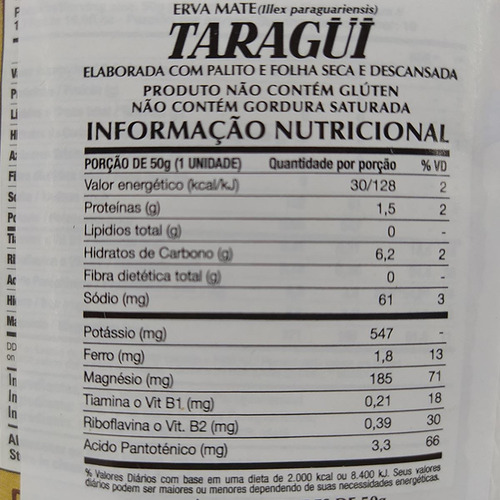 ERVA MATE (Illex paraguariensis)
TARAGÜI
ELABORADA COM PALITO E FOLHA SECA E DESCANSADA
PRODUTO NÃO CONTÉM GLÚTEN
NÃO CONTÉM GORDURA SATURADA
INFORMAÇÃO NUTRICIONAL
PORÇÃO DE 50g (1 UNIDADE) Quantidade por porção % VD
Valor energético (kcal/kJ) 30/128 2
Proteínas (g) 1,5 2
Lipidios total (g) 0 -
Hidratos de Carbono (g) 6,2 2
Fibra dietética total (g) 0 -
Sódio (mg) 61 3
Potássio (mg) 547 -
Ferro (mg) 1,8 13
Magnésio (mg) 185 71
Tiamina o Vit B1 (mg) 0,21 18
Riboflavina o Vit. B2 (mg) 0,39 30
Acido Pantoténico (mg) 3,3 66
% Valores Diários com base em uma dieta de 2.000 kcal ou 8.400 kJ. Seus valores
diários podem ser maiores ou menores dependendo de suas necessidades energéticas.